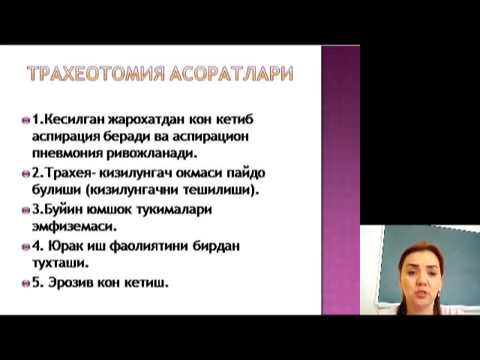 ТРАХЕОТОМИЯ АСОРАТЛАРИ
1.Кесилган жарохатдан кон кетиб
аспирация беради ва аспирацион
пневмония ривожланади.
2.Трахея- кизилунгач окмаси пайдо
булиши (кизилунгачни тешилиши).
3.Буйин юмшок тукималари
эмфиземаси.
4. Юрак иш фаолиятини бирдан
тухташи.
5. Эрозив кон кетиш.